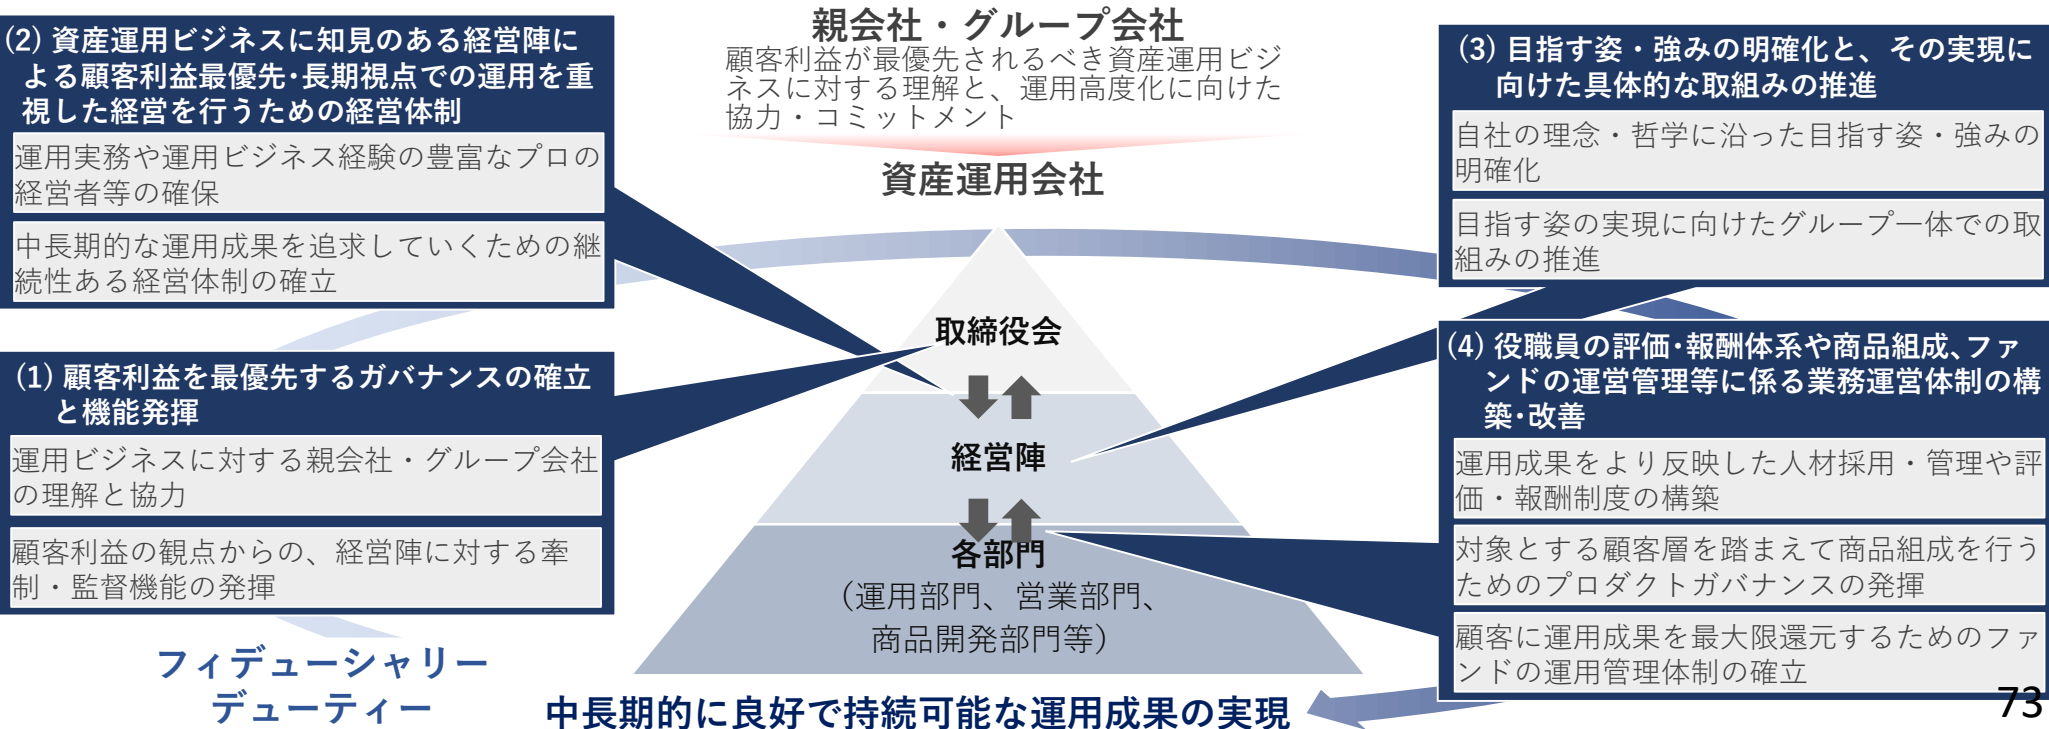 親会社・グループ会社
顧客利益が最優先されるべき資産運用ビジ
ネスに対する理解と、運用高度化に向けた
協力・コミットメント
資産運用会社
(2) 資産運用ビジネスに知見のある経営陣に
よる顧客利益最優先･長期視点での運用を重
視した経営を行うための経営体制
運用実務や運用ビジネス経験の豊富なプロの
経営者等の確保
中長期的な運用成果を追求していくための継
続性ある経営体制の確立
(1) 顧客利益を最優先するガバナンスの確立
と機能発揮
運用ビジネスに対する親会社・グループ会社
の理解と協力
顧客利益の観点からの、経営陣に対する牽
制・監督機能の発揮
取締役会
経営陣
各部門
（運用部門、営業部門、
商品開発部門等）
(3) 目指す姿・強みの明確化と、その実現に
向けた具体的な取組みの推進
自社の理念・哲学に沿った目指す姿・強みの
明確化
目指す姿の実現に向けたグループ一体での取
組みの推進
(4) 役職員の評価･報酬体系や商品組成､ファ
ンドの運営管理等に係る業務運営体制の構
築･改善
運用成果をより反映した人材採用・管理や評
価・報酬制度の構築
対象とする顧客層を踏まえて商品組成を行う
ためのプロダクトガバナンスの発揮
顧客に運用成果を最大限還元するためのファ
ンドの運用管理体制の確立
フィデューシャリー
デューティー
中長期的に良好で持続可能な運用成果の実現
73